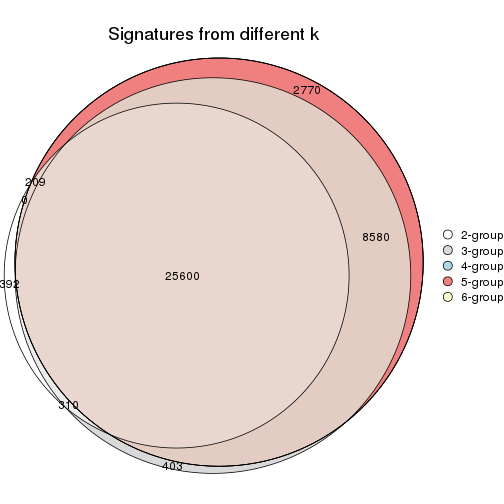 Signatures from different k
2770
209
0
8580
2-group
3-group
4-group
5-group
6-group
25600
392
310
403